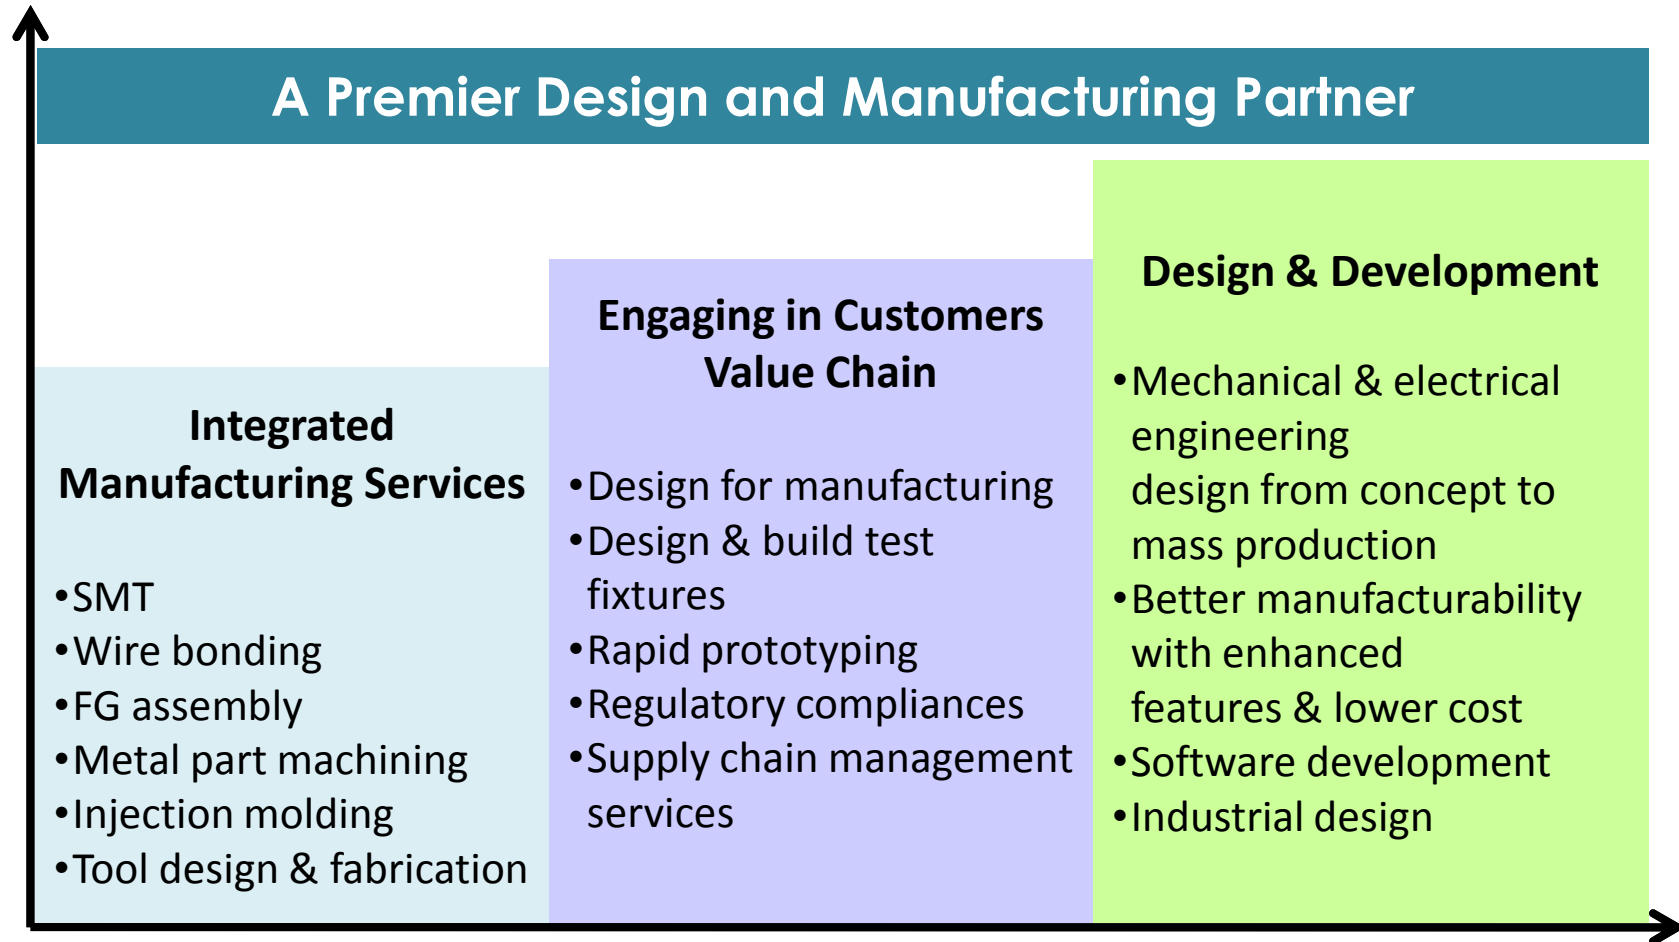 A Premier Design and Manufacturing Partner
Integrated
Manufacturing Services
•SMT
•Wire bonding
•FG assembly
•Metal part machining
•Injection molding
•Tool design & fabrication
Engaging in Customers
Value Chain
•Design for manufacturing
•Design & build test
fixtures
•Rapid prototyping
•Regulatory compliances
•Supply chain management
services
Design & Development
•Mechanical & electrical
engineering
design from concept to
mass production
•Better manufacturability
with enhanced
features & lower cost
•Software development
•Industrial design